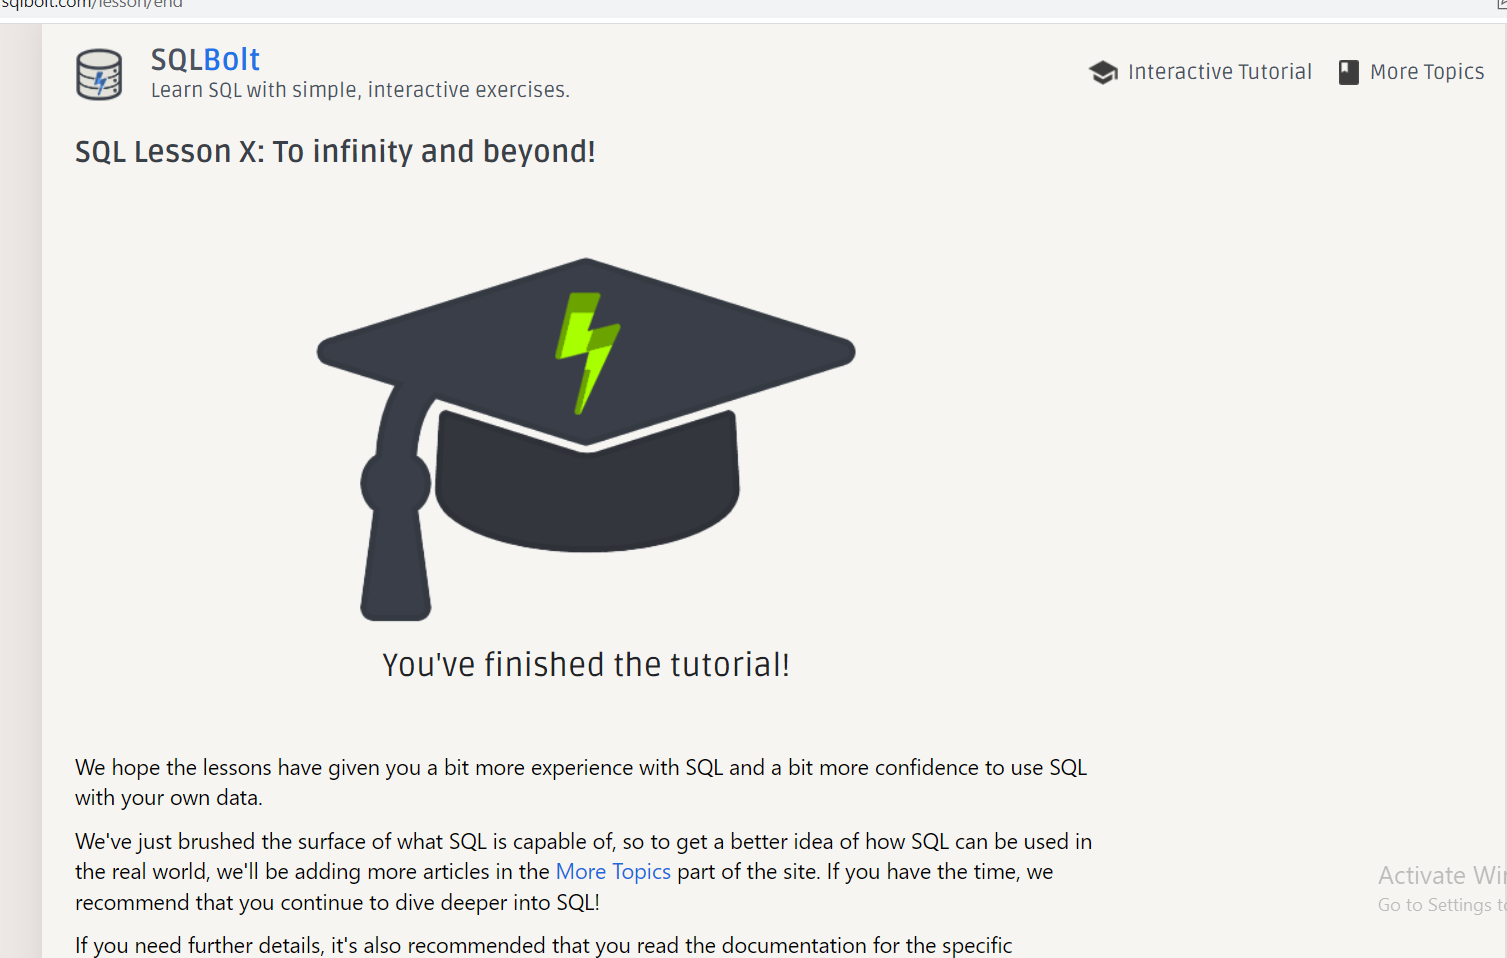 sqlbolt.com/lesson/end
SQLBolt
Learn SQL with simple, interactive exercises.
Interactive Tutorial
More Topics
SQL Lesson X: To infinity and beyond!
You've finished the tutorial!
We hope the lessons have given you a bit more experience with SQL and a bit more confidence to use SQL
with your own data.
We've just brushed the surface of what SQL is capable of, so to get a better idea of how SQL can be used in
the real world, we'll be adding more articles in the More Topics part of the site. If you have the time, we
recommend that you continue to dive deeper into SQL!
Activate Wi
Go to Settings t
If you need further details, it's also recommended that you read the documentation for the specific